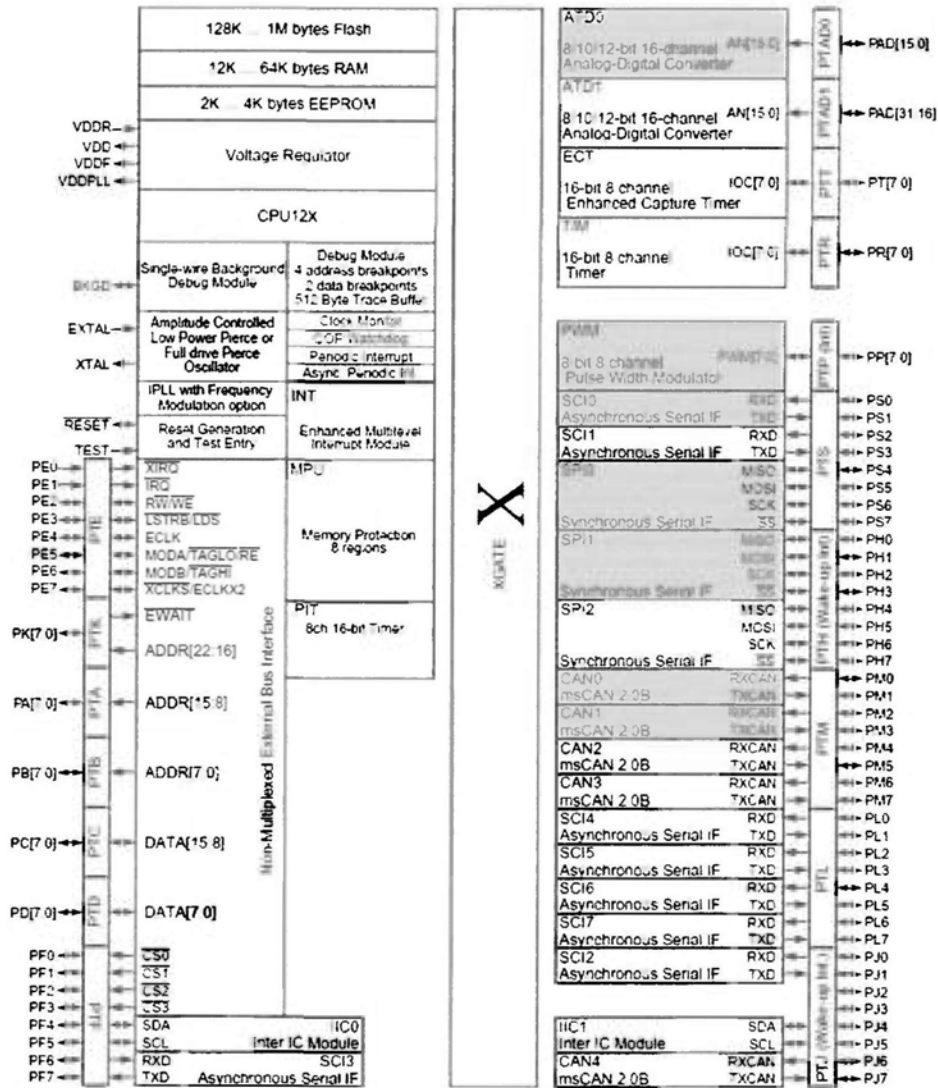 128K ... 1M bytes Flash
12K ... 64K bytes RAM
2K ... 4K bytes EEPROM
VDDR
VDD
VDDF
VDDPLL
Voltage Regulator
CPU12X
BKGD
Single-wire Background
Debug Module
Debug Module
4 address breakpoints
2 data breakpoints
512 Byte Trace Buffer
EXTAL
XTAL
Amplitude Controlled
Low Power Pierce or
Full drive Pierce
Oscillator
Clock Monitor
COP Watchdog
Periodic Interrupt
Async. Periodic Int
IPLL with Frequency
Modulation option
INT
Enhanced Multilevel
Interrupt Module
RESET
TEST
Reset Generation
and Test Entry
MPU
Memory Protection
8 regions
PIT
8ch 16-bit Timer
PE0 XIRQ
PE1 IRQ
PE2 RW/WE
PE3 LSTRB/LDS
PE4 ECLK
PE5 MODA/TAGLO/RE
PE6 MODB/TAGHI
PE7 XCLKS/ECLKX2
PTE
PK[7 0] PTK EWAIT
ADDR[22:16]
PA[7 0] PTA ADDR[15:8]
PB[7 0] PTB ADDR[7 0]
PC[7 0] PTC DATA[15 8]
PD[7 0] PTD DATA[7 0]
Non-Multiplexed External Bus Interface
PF0 CS0
PF1 CS1
PF2 CS2
PF3 CS3
PF4 SDA IIC0
PF5 SCL Inter IC Module
PF6 RXD SCI3
PF7 TXD Asynchronous Serial IF
PTF
X
XGATE
ATD0
8 10 12-bit 16-channel AN[15:0] PTAD0 PAD[15 0]
Analog-Digital Converter
ATD1
8 10 12-bit 16-channel AN[15:0] PTAD1 PAD[31 16]
Analog-Digital Converter
ECT
16-bit 8 channel IOC[7 0] PTT PT[7 0]
Enhanced Capture Timer
TIM
16-bit 8 channel IOC[7 0] PTR PR[7 0]
Timer
PWM
8-bit 8 channel PWM[7:0] PTP (Int) PP[7 0]
Pulse Width Modulator
SCI0 RXD PS0
Asynchronous Serial IF TXD PS1
SCI1 RXD PS2
Asynchronous Serial IF TXD PS3
PTS
SPI0 MISO PS4
MOSI PS5
SCK PS6
Synchronous Serial IF SS PS7
SPI1 MISO PH0
MOSI PH1
SCK PH2
Synchronous Serial IF SS PH3
PTH (Wake-up Int)
SPI2 MISO PH4
MOSI PH5
SCK PH6
Synchronous Serial IF SS PH7
CAN0 RXCAN PM0
msCAN 2.0B TXCAN PM1
CAN1 RXCAN PM2
msCAN 2.0B TXCAN PM3
PTM
CAN2 RXCAN PM4
msCAN 2 0B TXCAN PM5
CAN3 RXCAN PM6
msCAN 2 0B TXCAN PM7
SCI4 RXD PL0
Asynchronous Serial IF TXD PL1
SCI5 RXD PL2
Asynchronous Serial IF TXD PL3
PTL
SCI6 RXD PL4
Asynchronous Serial IF TXD PL5
SCI7 RXD PL6
Asynchronous Serial IF TXD PL7
SCI2 RXD PJ0
Asynchronous Serial IF TXD PJ1
PJ2
PJ3
PTJ (Wake-up Int.)
IIC1 SDA PJ4
Inter IC Module SCL PJ5
CAN4 RXCAN PJ6
msCAN 2 0B TXCAN PJ7